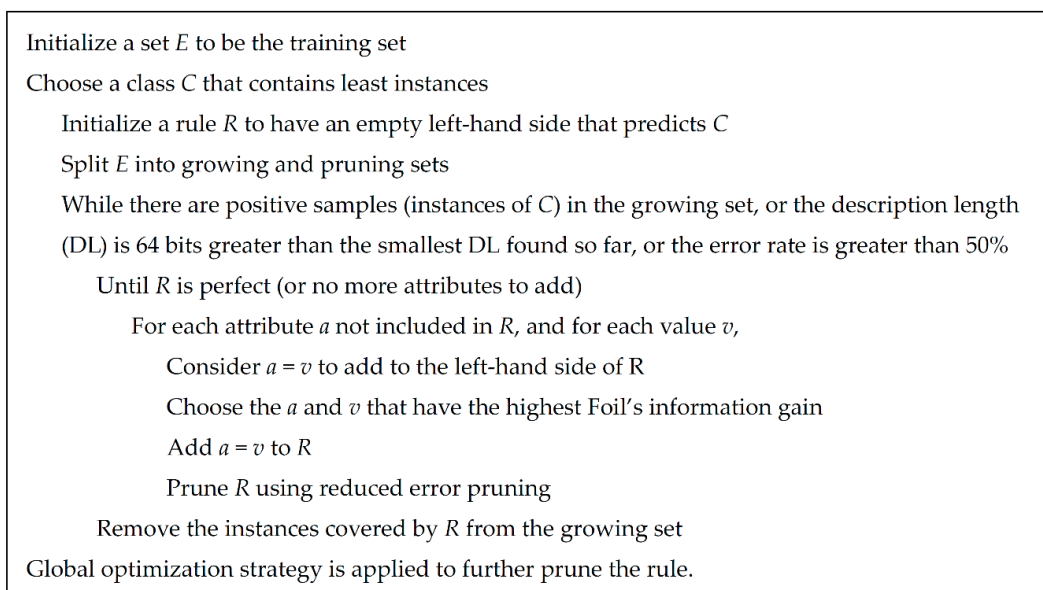 Initialize a set E to be the training set
Choose a class C that contains least instances
Initialize a rule R to have an empty left-hand side that predicts C
Split E into growing and pruning sets
While there are positive samples (instances of C) in the growing set, or the description length
(DL) is 64 bits greater than the smallest DL found so far, or the error rate is greater than 50%
Until R is perfect (or no more attributes to add)
For each attribute a not included in R, and for each value v,
Consider a = v to add to the left-hand side of R
Choose the a and v that have the highest Foil’s information gain
Add a = v to R
Prune R using reduced error pruning
Remove the instances covered by R from the growing set
Global optimization strategy is applied to further prune the rule.